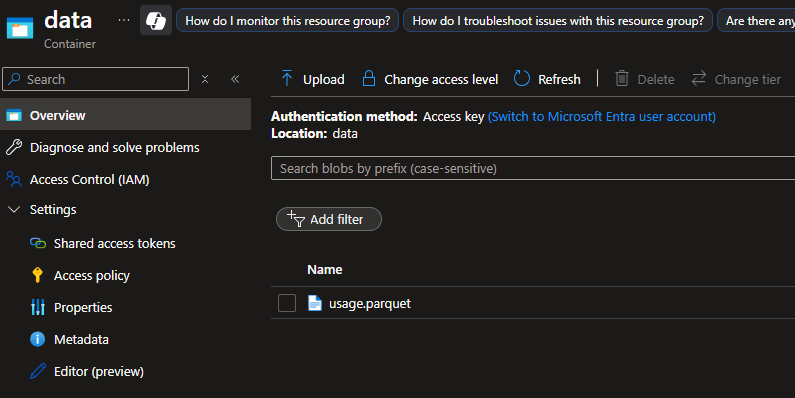 data
...
How do I monitor this resource group?
How do I troubleshoot issues with this resource group?
Are there any
Container
Search
Upload
Change access level
Refresh
Delete
Change tier
Overview
Authentication method: Access key (Switch to Microsoft Entra user account)
Location: data
Diagnose and solve problems
Access Control (IAM)
Search blobs by prefix (case-sensitive)
Settings
Add filter
Shared access tokens
Access policy
Name
Properties
usage.parquet
Metadata
Editor (preview)